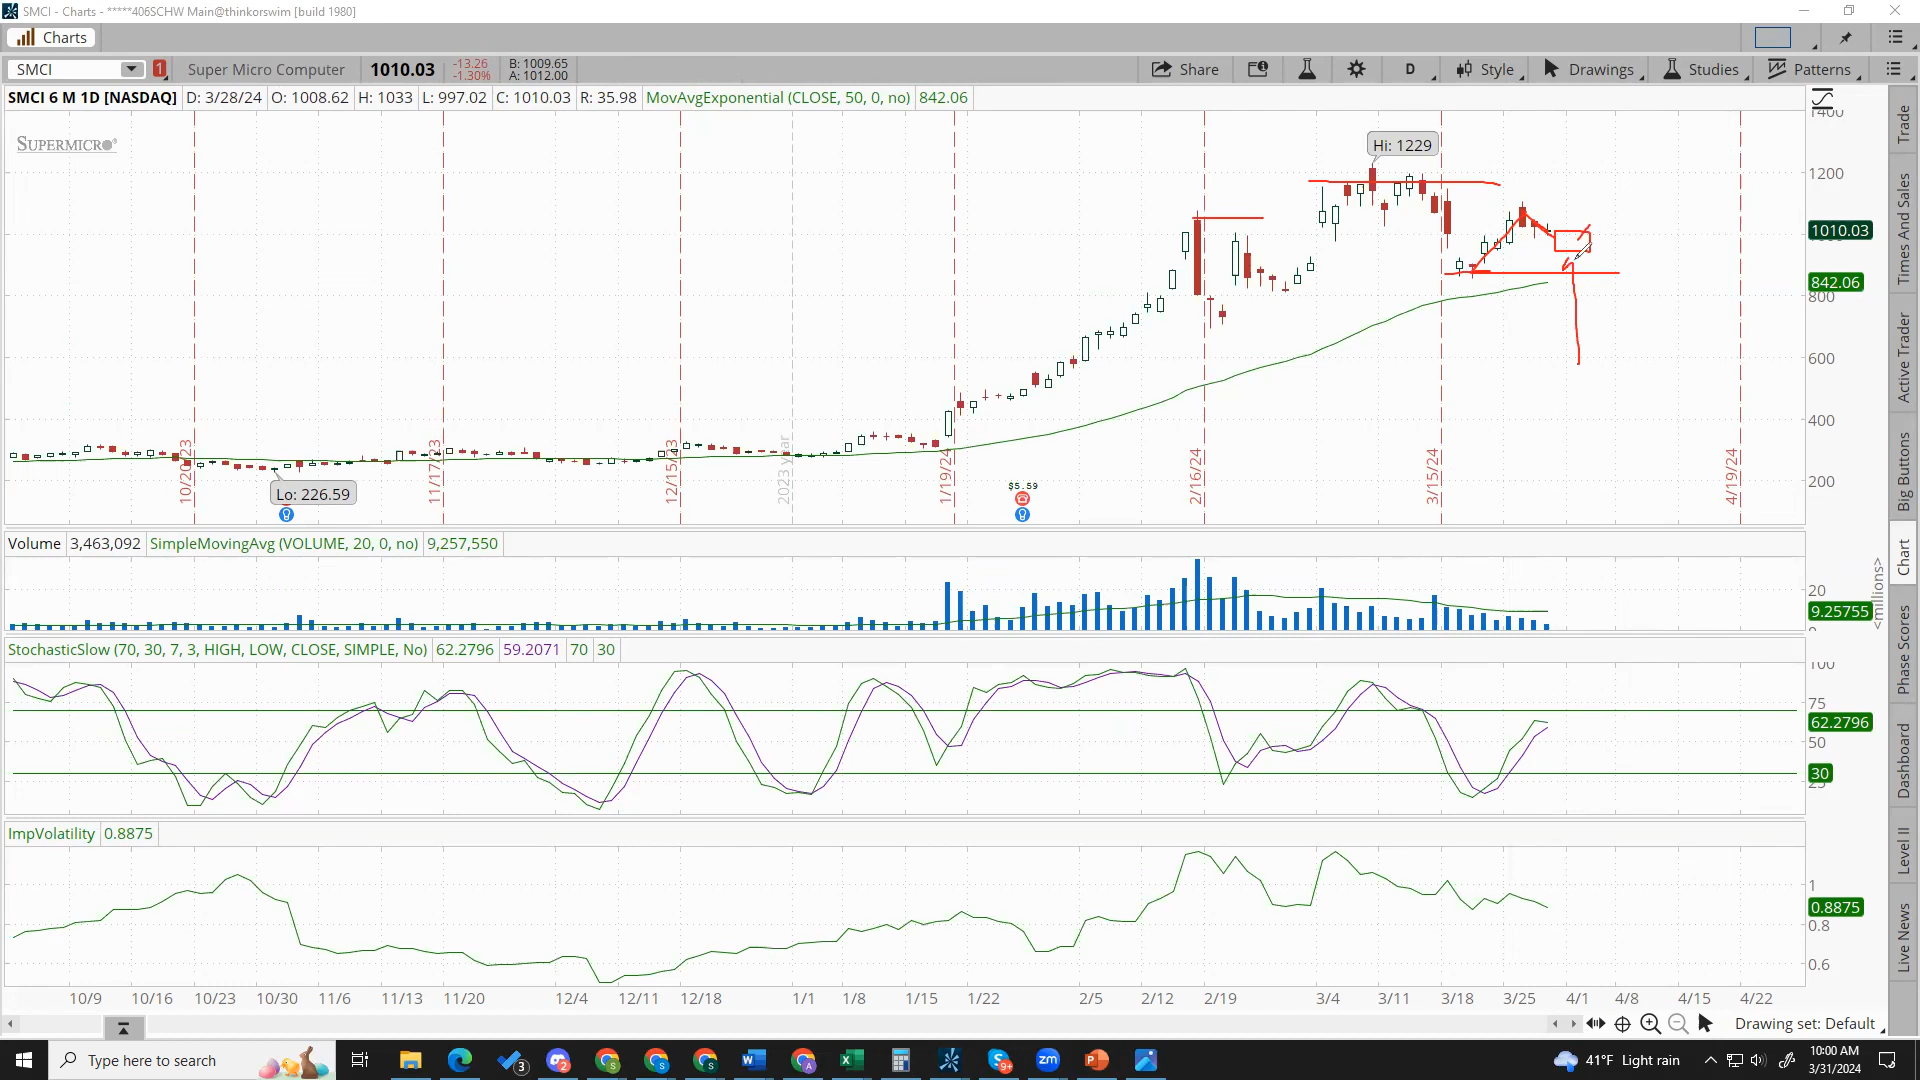 SMCI - Charts - *****406SCHW Main@thinkorswim [build 1980]
Charts
SMCI 1 Super Micro Computer 1010.03 -13.26 -1.30% B: 1009.65 A: 1012.00 Share D Style Drawings Studies Patterns
SMCI 6 M 1D [NASDAQ] D: 3/28/24 O: 1008.62 H: 1033 L: 997.02 C: 1010.03 R: 35.98 MovAvgExponential (CLOSE, 50, 0, no) 842.06
SUPERMICRO
Hi: 1229
Lo: 226.59
$5.59
10/20/23
11/17/23
12/15/23
2023 year
1/19/24
2/16/24
3/15/24
4/19/24
1400
1200
1010.03
842.06
800
600
400
200
Volume 3,463,092 SimpleMovingAvg (VOLUME, 20, 0, no) 9,257,550
20
9.25755
<millions>
StochasticSlow (70, 30, 7, 3, HIGH, LOW, CLOSE, SIMPLE, No) 62.2796 59.2071 70 30
100
75
62.2796
50
30
25
ImpVolatility 0.8875
1
0.8875
0.8
0.6
10/9 10/16 10/23 10/30 11/6 11/13 11/20 12/4 12/11 12/18 1/1 1/8 1/15 1/22 2/5 2/12 2/19 3/4 3/11 3/18 3/25 4/1 4/8 4/15 4/22
Drawing set: Default
Trade
Times And Sales
Active Trader
Big Buttons
Chart
Phase Scores
Dashboard
Level II
Live News
Type here to search
3
2
9+
zm
41°F Light rain
10:00 AM
3/31/2024